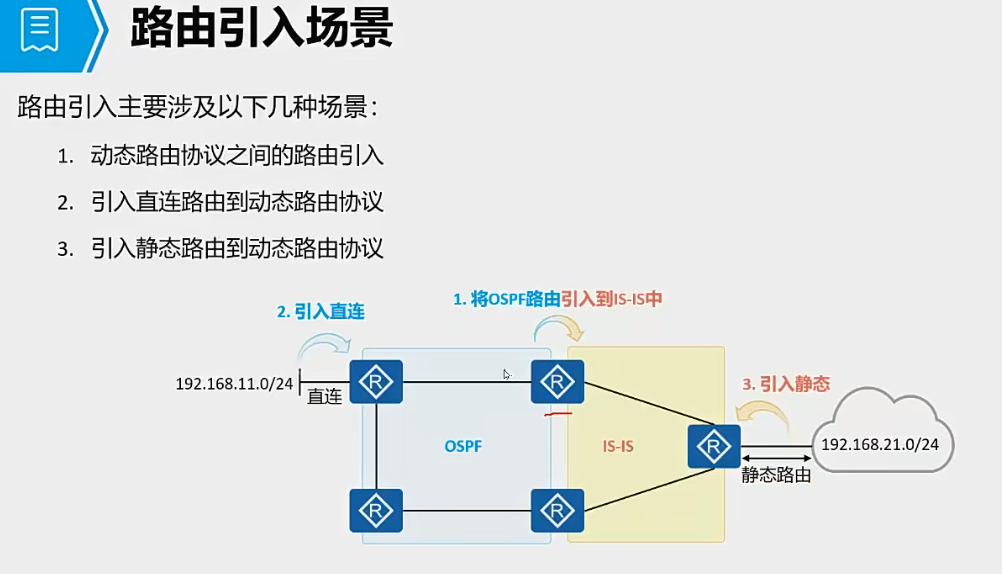 路由引入场景
路由引入主要涉及以下几种场景：
1. 动态路由协议之间的路由引入
2. 引入直连路由到动态路由协议
3. 引入静态路由到动态路由协议
1. 将OSPF路由引入到IS-IS中
2. 引入直连
3. 引入静态
192.168.11.0/24
直连
R
R
OSPF
IS-IS
R
192.168.21.0/24
静态路由
R
R